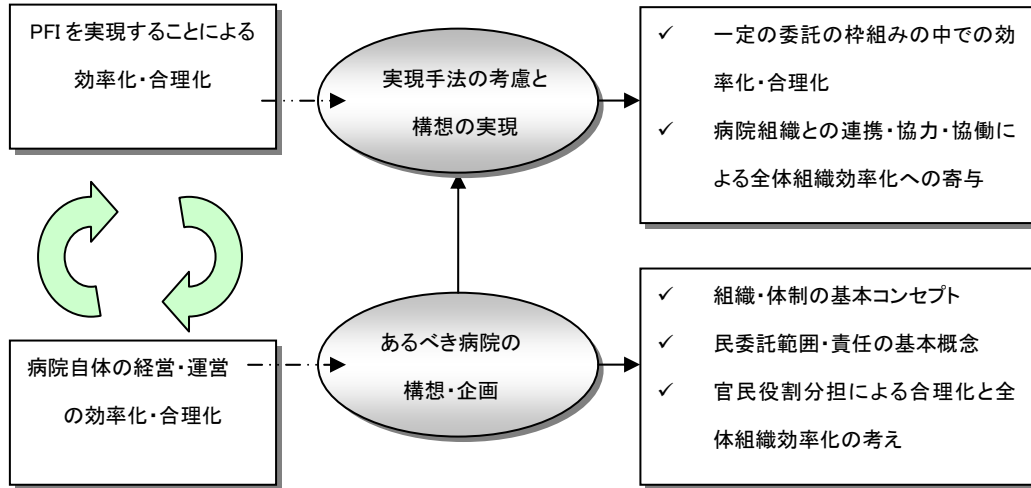 PFIを実現することによる
効率化・合理化
実現手法の考慮と
構想の実現
✓ 一定の委託の枠組みの中での効
率化・合理化
✓ 病院組織との連携・協力・協働に
よる全体組織効率化への寄与
病院自体の経営・運営
の効率化・合理化
あるべき病院の
構想・企画
✓ 組織・体制の基本コンセプト
✓ 民委託範囲・責任の基本概念
✓ 官民役割分担による合理化と全
体組織効率化の考え